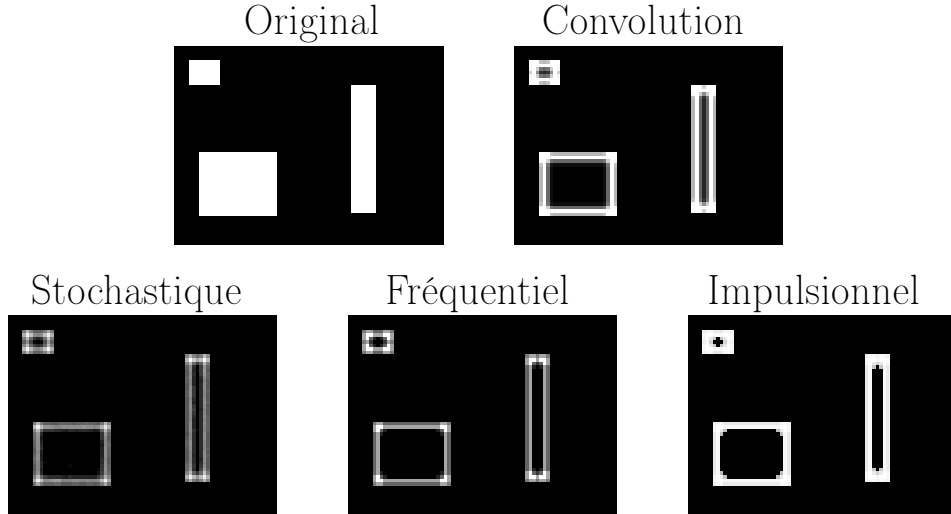 Original
Convolution
Stochastique
Fréquentiel
Impulsionnel